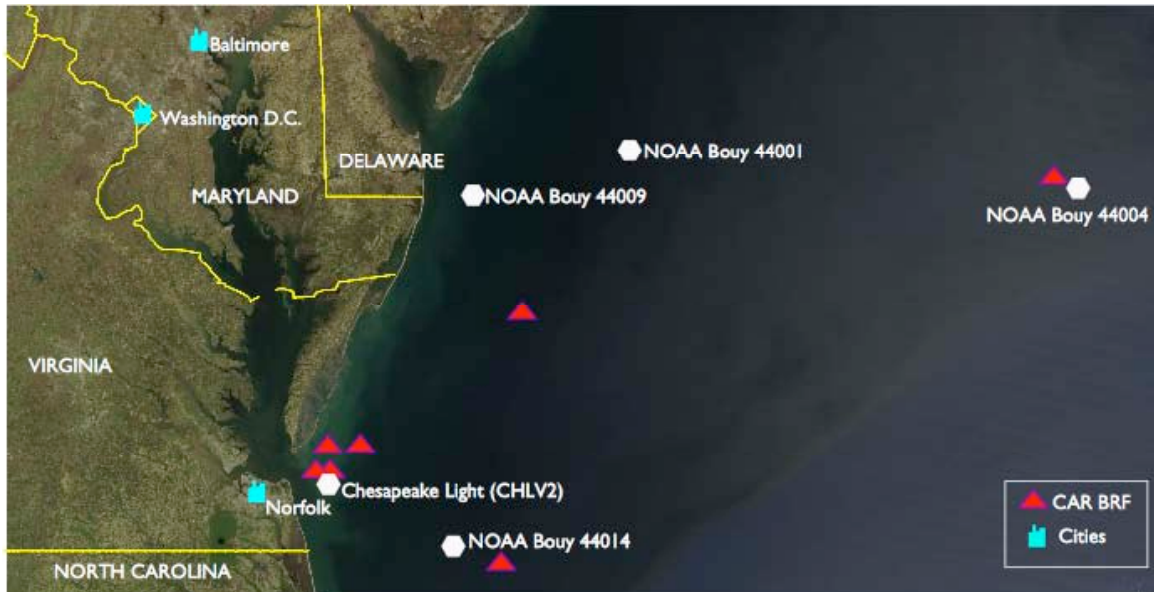 Baltimore
Washington D.C.
DELAWARE
NOAA Bouy 44001
MARYLAND
NOAA Bouy 44009
NOAA Bouy 44004
VIRGINIA
Chesapeake Light (CHLV2)
Norfolk
CAR BRF
NOAA Bouy 44014
Cities
NORTH CAROLINA